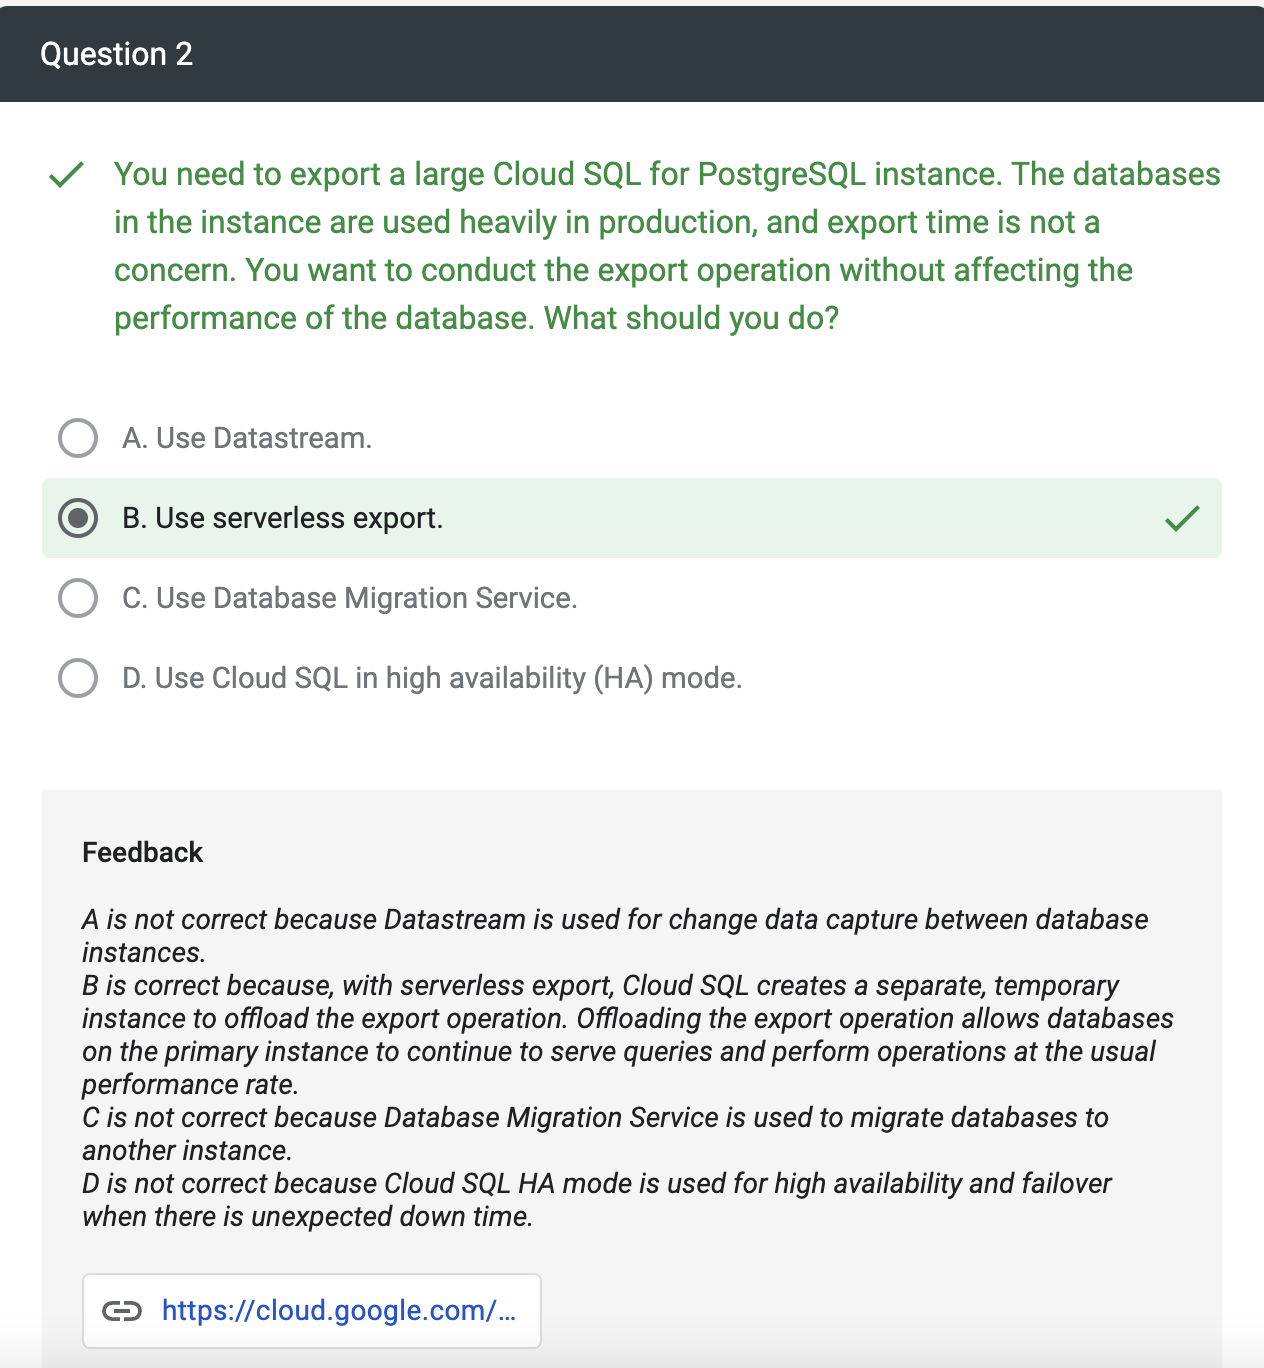 Question 2
You need to export a large Cloud SQL for PostgreSQL instance. The databases
in the instance are used heavily in production, and export time is not a
concern. You want to conduct the export operation without affecting the
performance of the database. What should you do?
A. Use Datastream.
B. Use serverless export.
C. Use Database Migration Service.
D. Use Cloud SQL in high availability (HA) mode.
Feedback
A is not correct because Datastream is used for change data capture between database
instances.
B is correct because, with serverless export, Cloud SQL creates a separate, temporary
instance to offload the export operation. Offloading the export operation allows databases
on the primary instance to continue to serve queries and perform operations at the usual
performance rate.
C is not correct because Database Migration Service is used to migrate databases to
another instance.
D is not correct because Cloud SQL HA mode is used for high availability and failover
when there is unexpected down time.
https://cloud.google.com/...